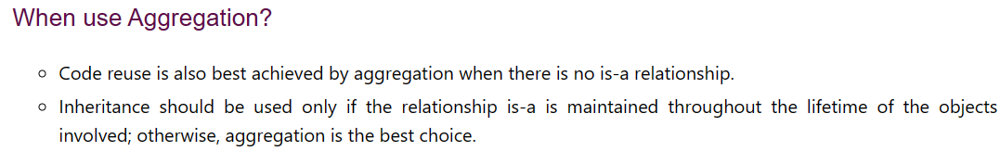 When use Aggregation?
Code reuse is also best achieved by aggregation when there is no is-a relationship.
Inheritance should be used only if the relationship is-a is maintained throughout the lifetime of the objects
involved; otherwise, aggregation is the best choice.